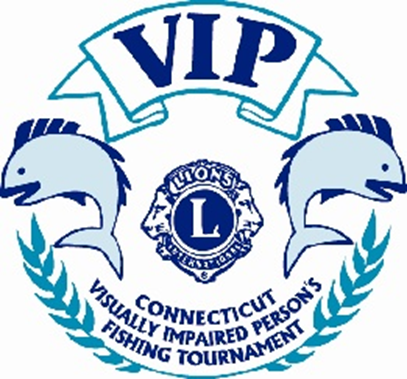 VIP
LIONS
L
INTERNATIONAL
®
CONNECTICUT
VISUALLY IMPAIRED PERSON'S
FISHING TOURNAMENT